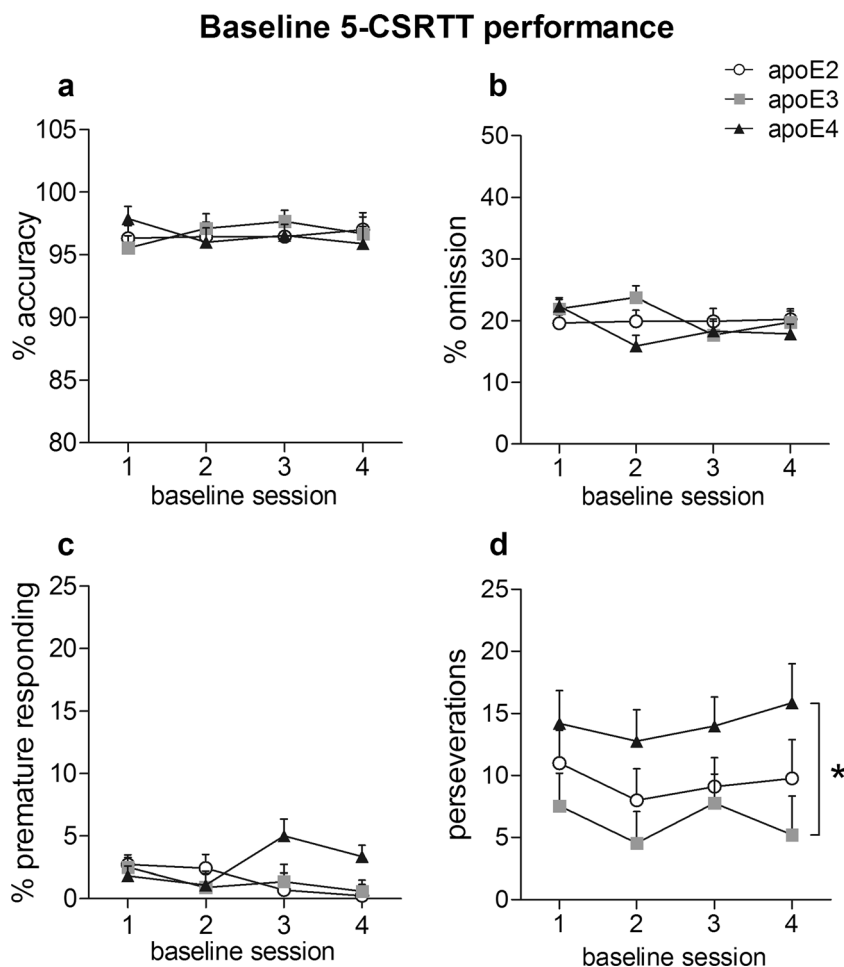 Baseline 5-CSRTT performance
a
105
100
95
90
85
80
% accuracy
1 2 3 4
baseline session
b
apoE2
apoE3
apoE4
50
40
30
20
10
0
% omission
1 2 3 4
baseline session
c
25
20
15
10
5
0
% premature responding
1 2 3 4
baseline session
d
25
20
15
10
5
0
perseverations
*
1 2 3 4
baseline session